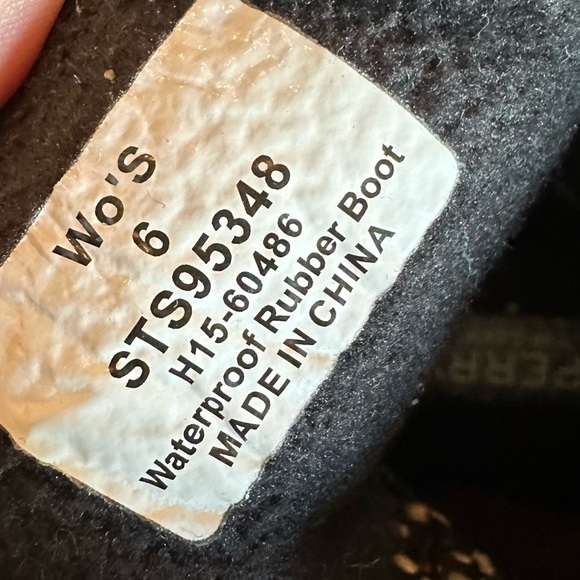 Wo'S
6
STS95348
H15-60486
Waterproof Rubber Boot
MADE IN CHINA